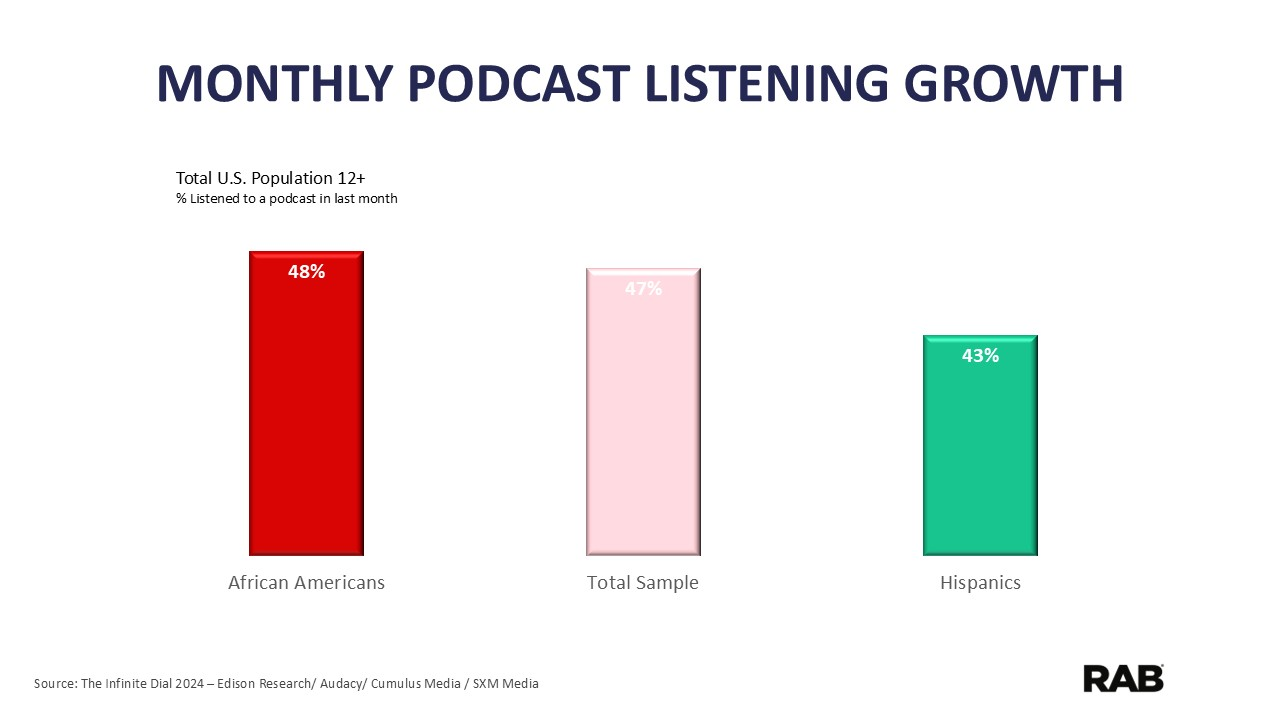 MONTHLY PODCAST LISTENING GROWTH
Total U.S. Population 12+
% Listened to a podcast in last month
48%
47%
43%
African Americans
Total Sample
Hispanics
Source: The Infinite Dial 2024 – Edison Research/ Audacy/ Cumulus Media / SXM Media
RAB